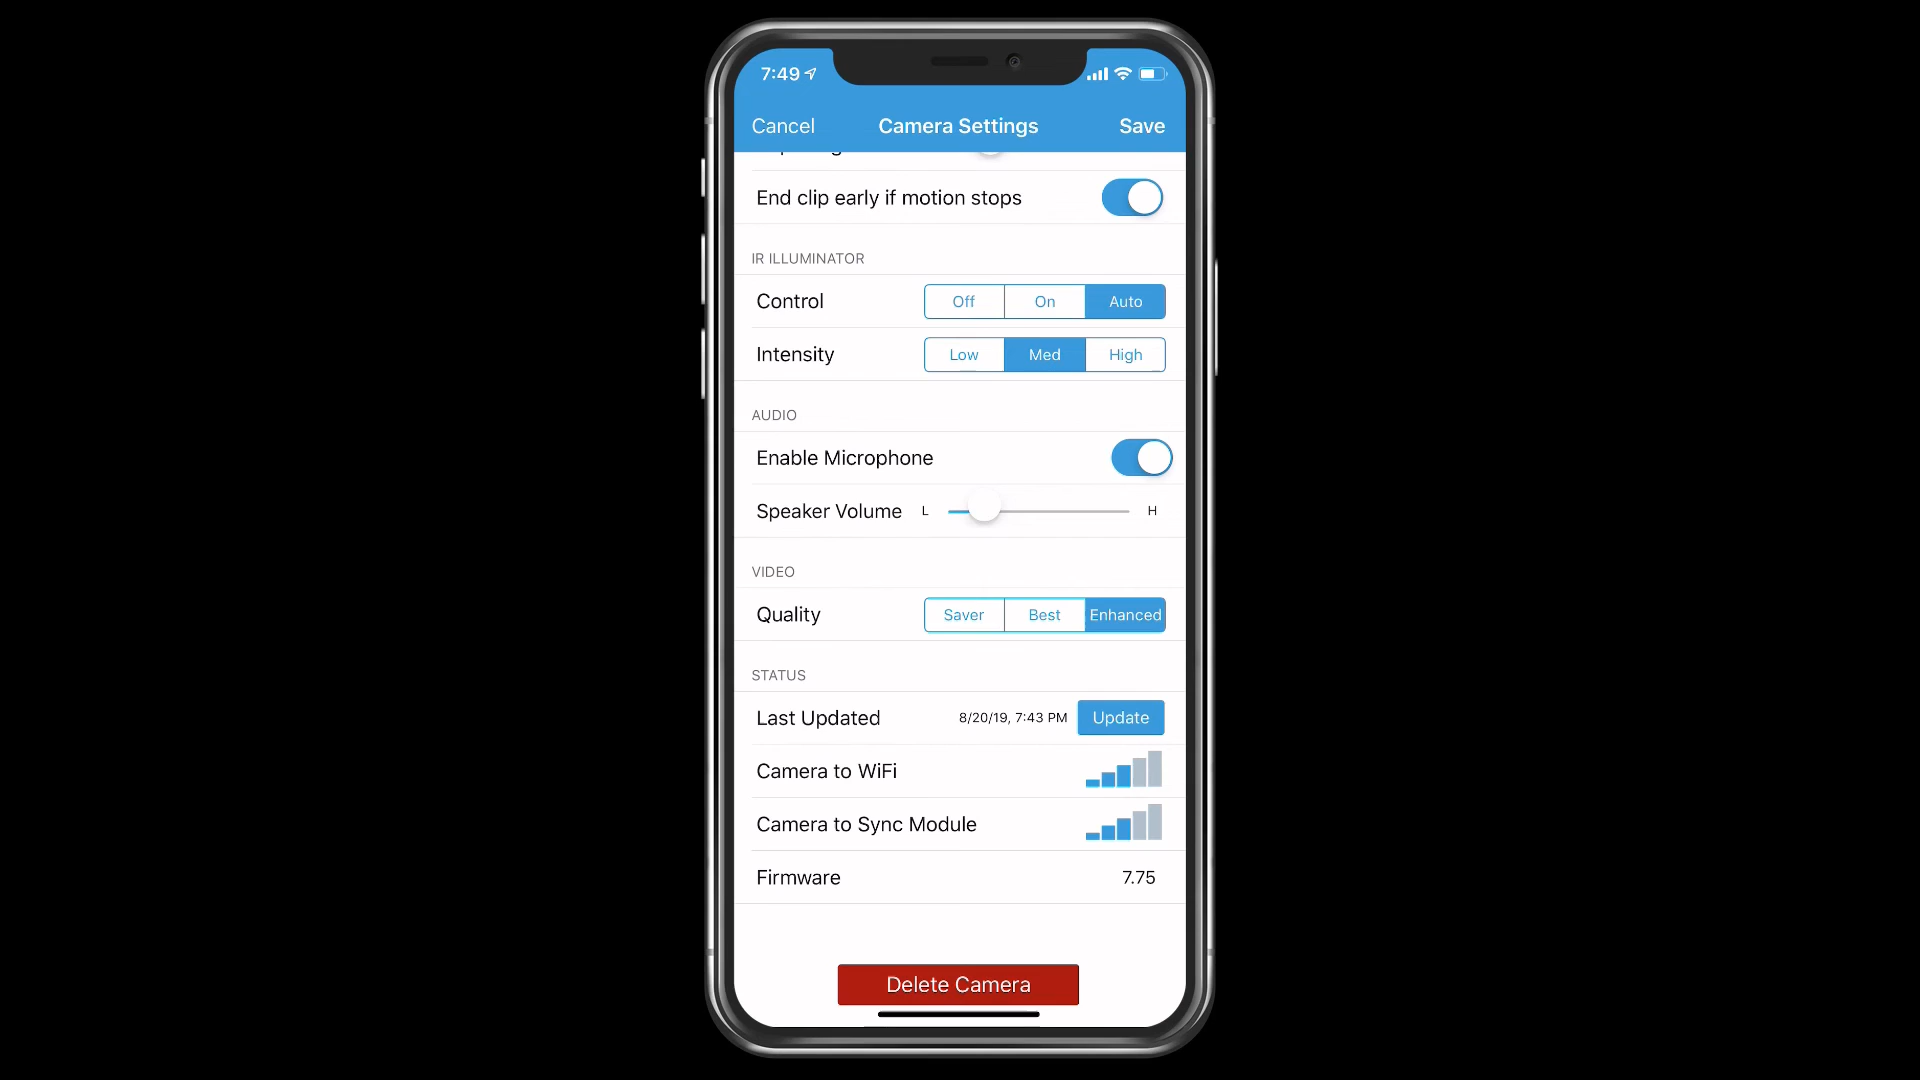 7:49
Cancel Camera Settings Save
End clip early if motion stops
IR ILLUMINATOR
Control Off On Auto
Intensity Low Med High
AUDIO
Enable Microphone
Speaker Volume L H
VIDEO
Quality Saver Best Enhanced
STATUS
Last Updated 8/20/19, 7:43 PM Update
Camera to WiFi
Camera to Sync Module
Firmware 7.75
Delete Camera